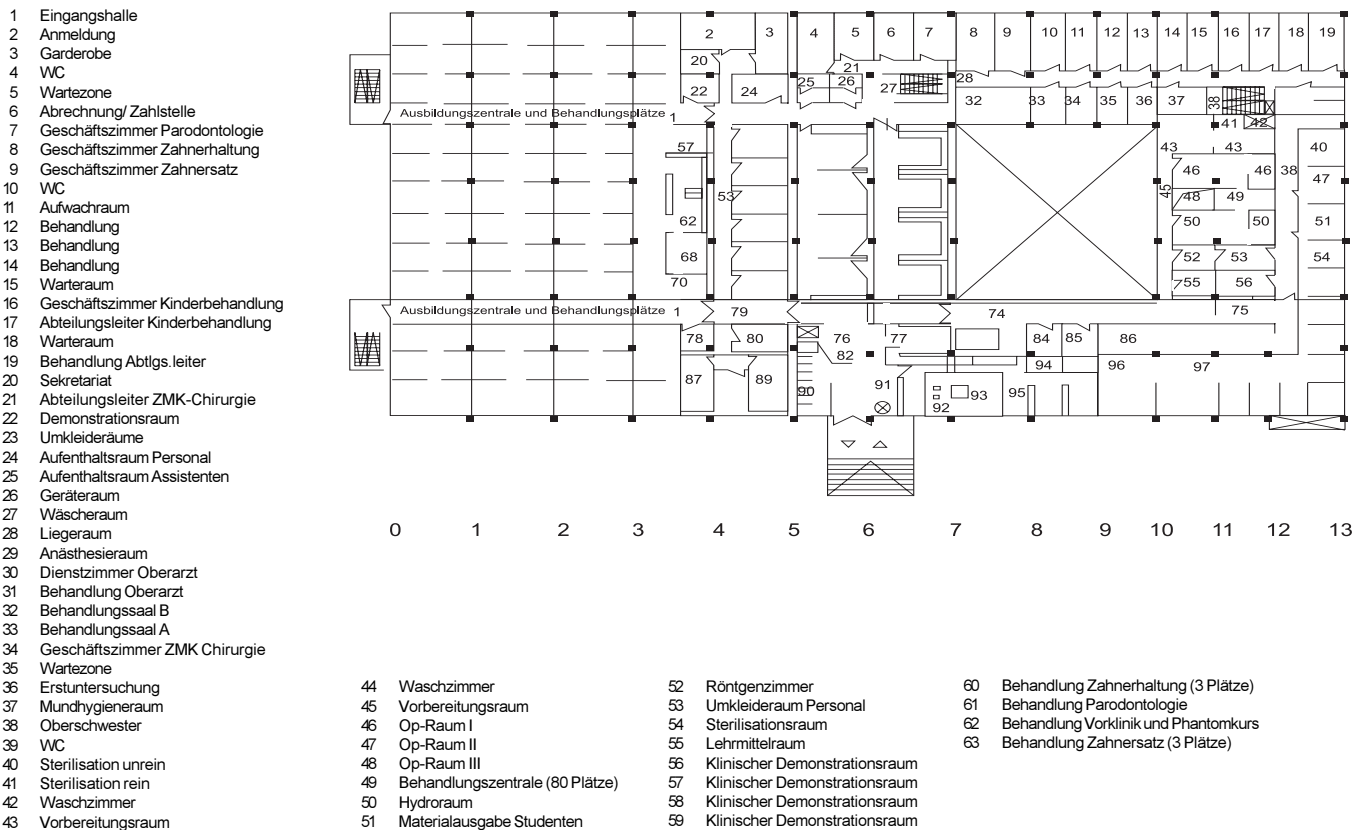 1 Eingangshalle
2 Anmeldung
3 Garderobe
4 WC
5 Wartezone
6 Abrechnung/ Zahlstelle
7 Geschäftszimmer Parodontologie
8 Geschäftszimmer Zahnerhaltung
9 Geschäftszimmer Zahnersatz
10 WC
11 Aufwachraum
12 Behandlung
13 Behandlung
14 Behandlung
15 Warteraum
16 Geschäftszimmer Kinderbehandlung
17 Abteilungsleiter Kinderbehandlung
18 Warteraum
19 Behandlung Abtlgs.leiter
20 Sekretariat
21 Abteilungsleiter ZMK-Chirurgie
22 Demonstrationsraum
23 Umkleideräume
24 Aufenthaltsraum Personal
25 Aufenthaltsraum Assistenten
26 Geräteraum
27 Wäscheraum
28 Liegeraum
29 Anästhesieraum
30 Dienstzimmer Oberarzt
31 Behandlung Oberarzt
32 Behandlungssaal B
33 Behandlungssaal A
34 Geschäftszimmer ZMK Chirurgie
35 Wartezone
36 Erstuntersuchung
37 Mundhygieneraum
38 Oberschwester
39 WC
40 Sterilisation unrein
41 Sterilisation rein
42 Waschzimmer
43 Vorbereitungsraum
2 3 4 5 6 7 8 9 10 11 12 13 14 15 16 17 18 19
20 21
22 24 25 26 27 28
32 33 34 35 36 37 38
Ausbildungszentrale und Behandlungsplätze 1
41 42
57 43 43 40
46 46 38 47
53 45 48 49
62 50 50 51
68 52 53 54
70 55 56
Ausbildungszentrale und Behandlungsplätze 1 79 74 75
78 80 76 77 84 85 86
82
94 96 97
87 89 90 91 92 93 95
0 1 2 3 4 5 6 7 8 9 10 11 12 13
44 Waschzimmer
45 Vorbereitungsraum
46 Op-Raum I
47 Op-Raum II
48 Op-Raum III
49 Behandlungszentrale (80 Plätze)
50 Hydroraum
51 Materialausgabe Studenten
52 Röntgenzimmer
53 Umkleideraum Personal
54 Sterilisationsraum
55 Lehrmittelraum
56 Klinischer Demonstrationsraum
57 Klinischer Demonstrationsraum
58 Klinischer Demonstrationsraum
59 Klinischer Demonstrationsraum
60 Behandlung Zahnerhaltung (3 Plätze)
61 Behandlung Parodontologie
62 Behandlung Vorklinik und Phantomkurs
63 Behandlung Zahnersatz (3 Plätze)